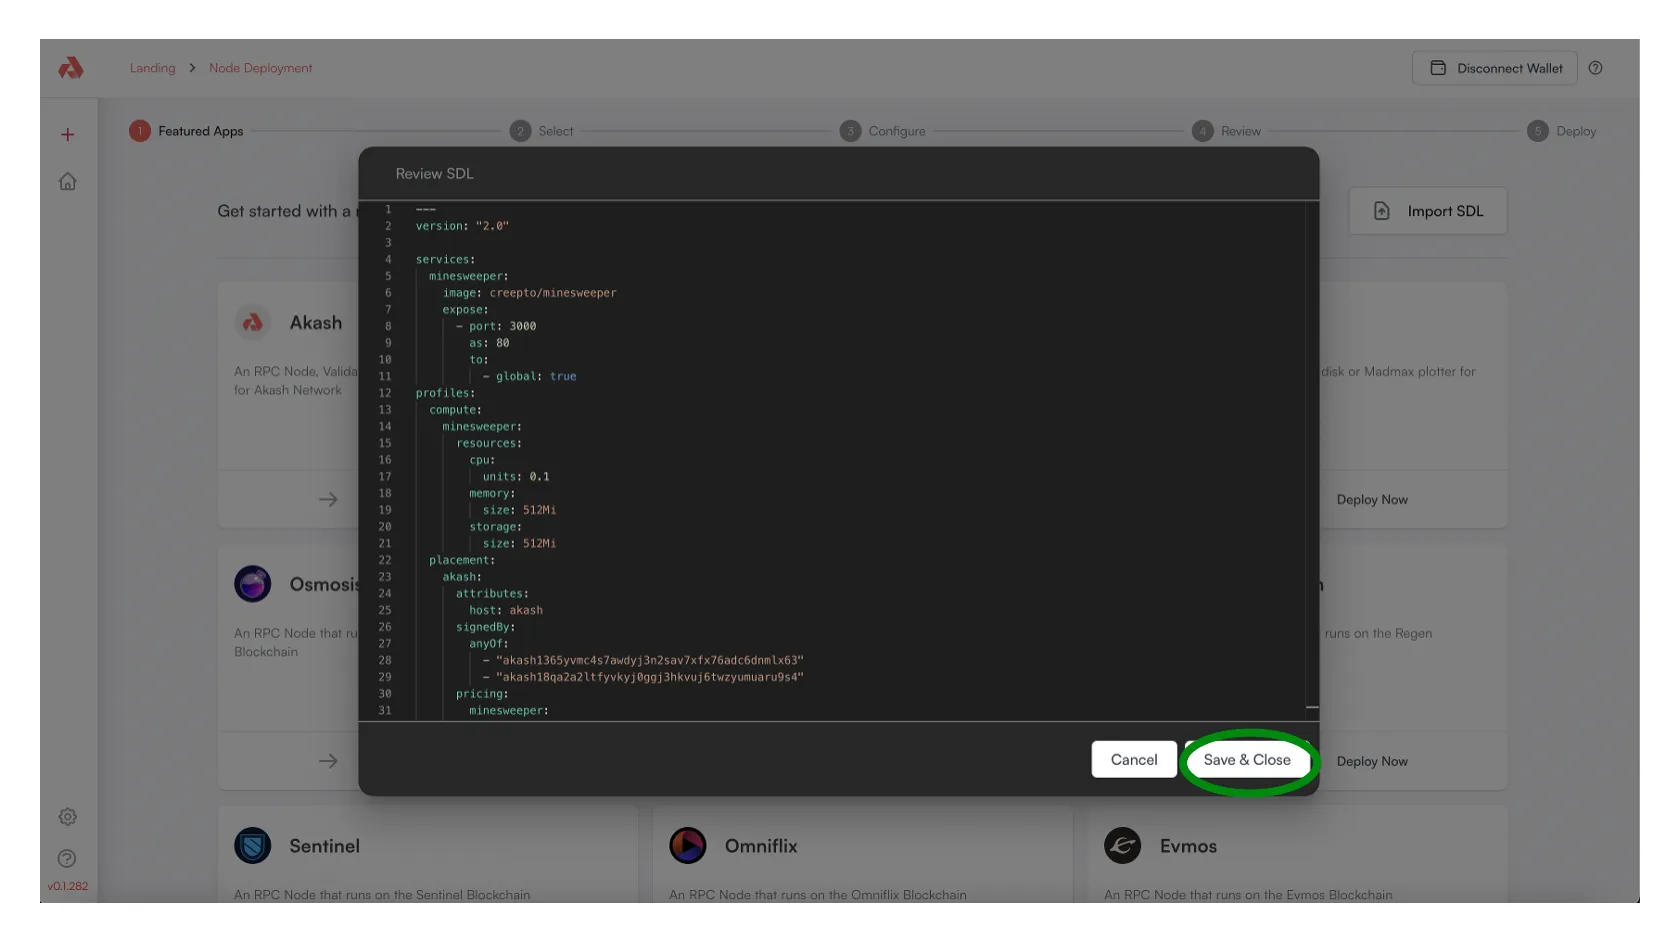 Landing > Node Deployment
Disconnect Wallet
1 Featured Apps
2 Select
3 Configure
4 Review
5 Deploy
Review SDL
Get started with a
Import SDL
1 ---
2 version: "2.0"
3
4 services:
5 minesweeper:
6 image: creepto/minesweeper
7 expose:
8 - port: 3000
9 as: 80
10 to:
11 - global: true
12 profiles:
13 compute:
14 minesweeper:
15 resources:
16 cpu:
17 units: 0.1
18 memory:
19 size: 512Mi
20 storage:
21 size: 512Mi
22 placement:
23 akash:
24 attributes:
25 host: akash
26 signedBy:
27 anyOf:
28 - "akash1365yvmc4s7awdyj3n2sav7xfx76adc6dnmlx63"
29 - "akash18qa2a2ltfyvkyj0ggj3hkvuj6twzyumuaru9s4"
30 pricing:
31 minesweeper:
Cancel
Save & Close
Akash
An RPC Node, Valida
for Akash Network
disk or Madmax plotter for
Deploy Now
Osmosis
An RPC Node that ru
Blockchain
runs on the Regen
Deploy Now
Sentinel
An RPC Node that runs on the Sentinel Blockchain
Omniflix
An RPC Node that runs on the Omniflix Blockchain
Evmos
An RPC Node that runs on the Evmos Blockchain
v0.1.282